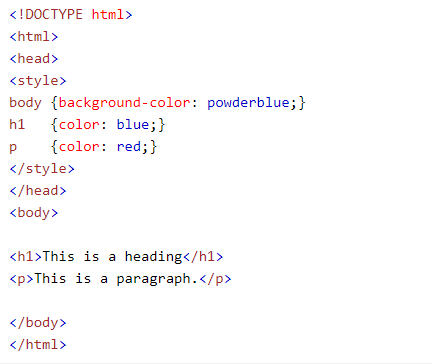 <!DOCTYPE html>
<html>
<head>
<style>
body {background-color: powderblue;}
h1   {color: blue;}
p    {color: red;}
</style>
</head>
<body>

<h1>This is a heading</h1>
<p>This is a paragraph.</p>

</body>
</html>